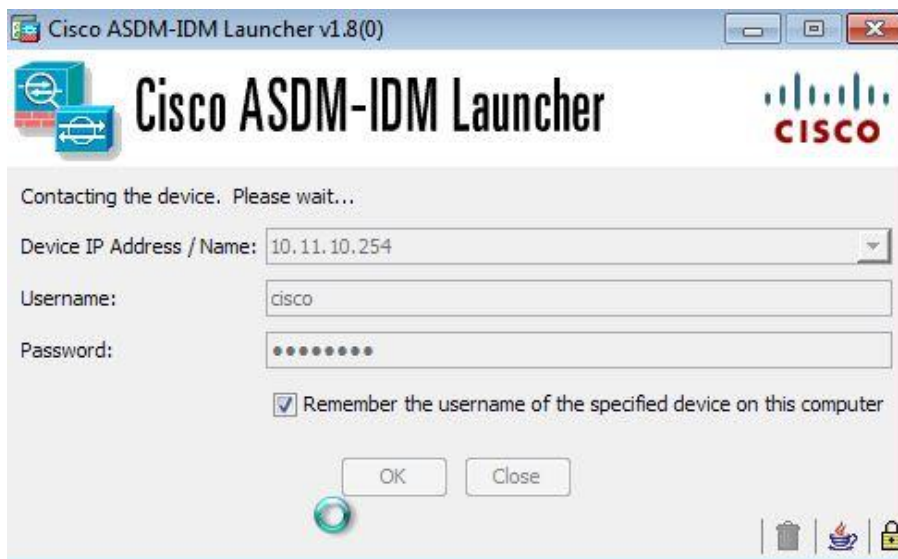 Cisco ASDM-IDM Launcher v1.8(0)
Cisco ASDM-IDM Launcher
CISCO
Contacting the device. Please wait...
Device IP Address / Name: 10.11.10.254
Username: cisco
Password: ••••••••
Remember the username of the specified device on this computer
OK Close